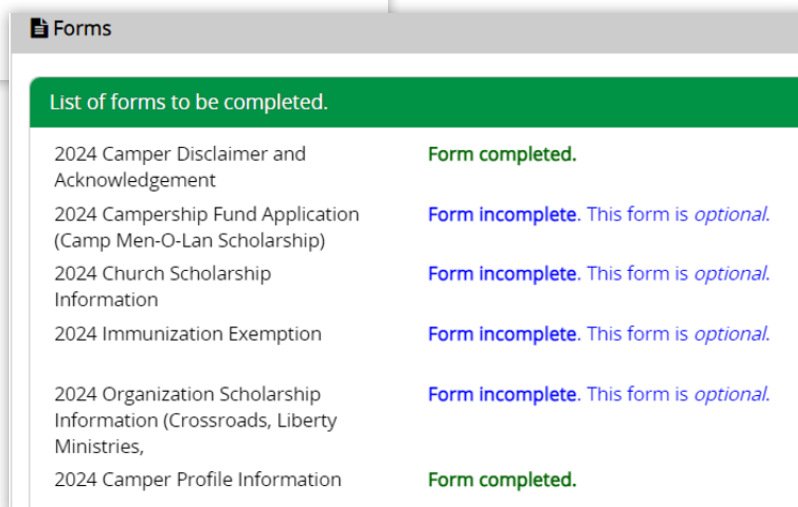 Forms
List of forms to be completed.
2024 Camper Disclaimer and Form completed.
Acknowledgement
2024 Campership Fund Application Form incomplete. This form is optional.
(Camp Men-O-Lan Scholarship)
2024 Church Scholarship Form incomplete. This form is optional.
Information
2024 Immunization Exemption Form incomplete. This form is optional.
2024 Organization Scholarship Form incomplete. This form is optional.
Information (Crossroads, Liberty
Ministries,
2024 Camper Profile Information Form completed.